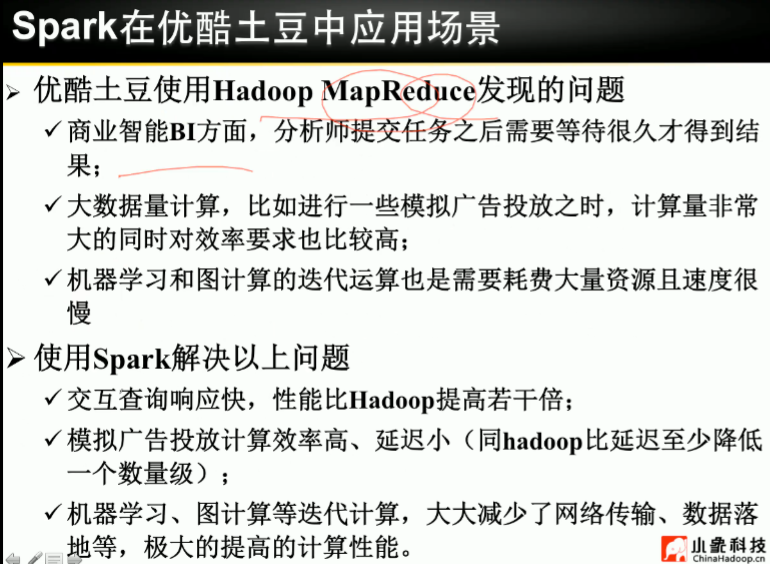 Spark在优酷土豆中应用场景
优酷土豆使用Hadoop MapReduce发现的问题
商业智能BI方面，分析师提交任务之后需要等待很久才得到结
果；
大数据量计算，比如进行一些模拟广告投放之时，计算量非常
大的同时对效率要求也比较高；
机器学习和图计算的迭代运算也是需要耗费大量资源且速度很
慢
使用Spark解决以上问题
交互查询响应快，性能比Hadoop提高若干倍；
模拟广告投放计算效率高、延迟小（同hadoop比延迟至少降低
一个数量级）；
机器学习、图计算等迭代计算，大大减少了网络传输、数据落
地等，极大的提高的计算性能。
小象科技
ChinaHadoop.cn